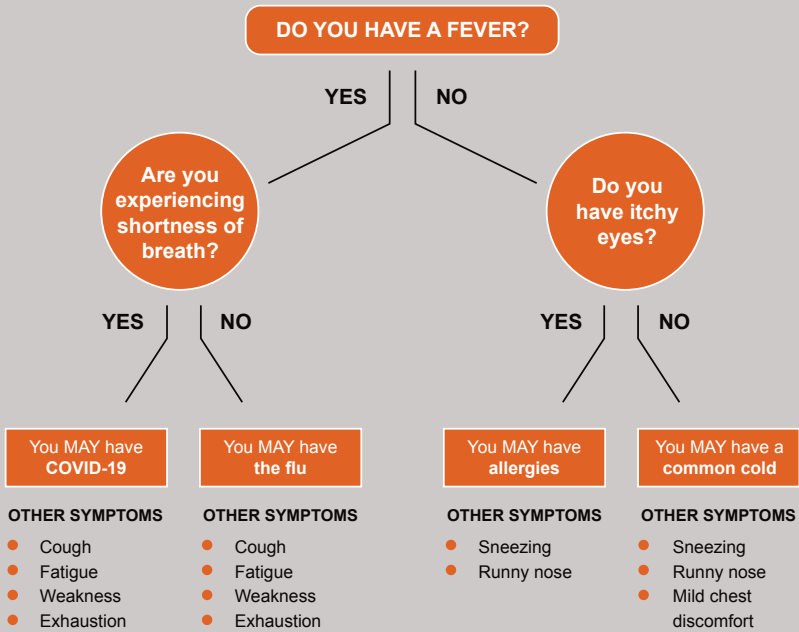 DO YOU HAVE A FEVER?
YES
NO
Are you
experiencing
shortness of
breath?
Do you
have itchy
eyes?
YES
NO
YES
NO
You MAY have
COVID-19
You MAY have
the flu
You MAY have
allergies
You MAY have a
common cold
OTHER SYMPTOMS
Cough
Fatigue
Weakness
Exhaustion
OTHER SYMPTOMS
Cough
Fatigue
Weakness
Exhaustion
OTHER SYMPTOMS
Sneezing
Runny nose
OTHER SYMPTOMS
Sneezing
Runny nose
Mild chest
discomfort